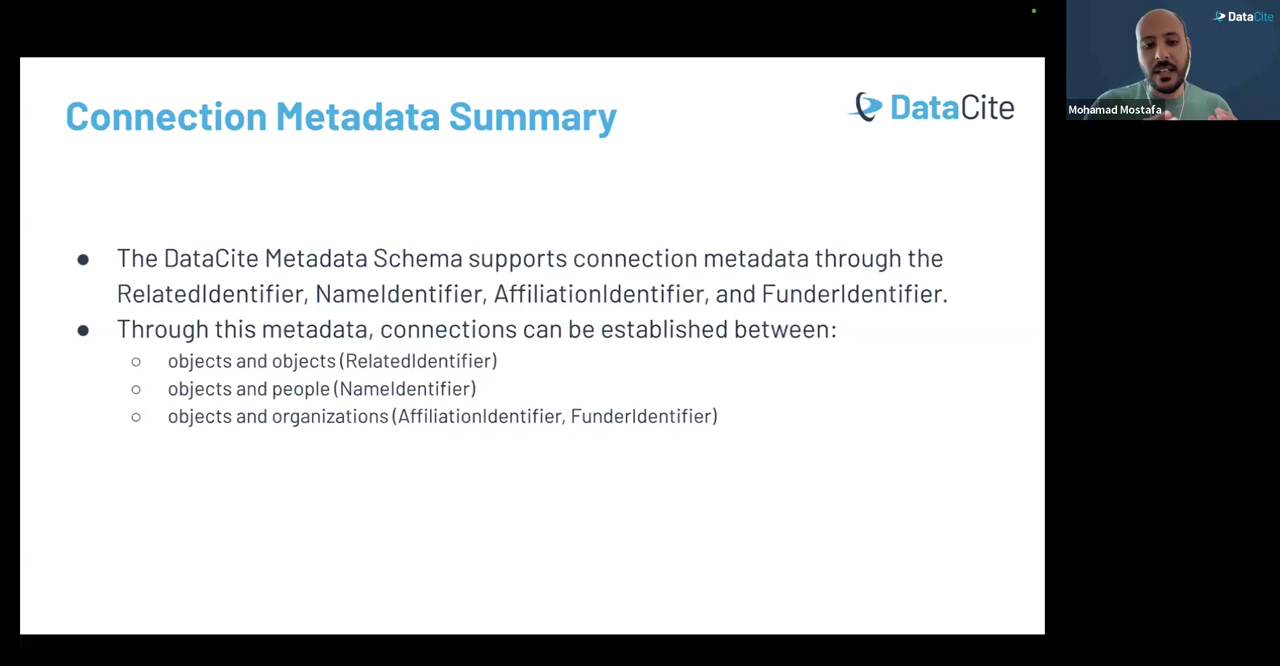 Connection Metadata Summary
DataCite
● The DataCite Metadata Schema supports connection metadata through the
RelatedIdentifier, NameIdentifier, AffiliationIdentifier, and FunderIdentifier.
● Through this metadata, connections can be established between:
○ objects and objects (RelatedIdentifier)
○ objects and people (NameIdentifier)
○ objects and organizations (AffiliationIdentifier, FunderIdentifier)
DataCite
Mohamad Mostafa